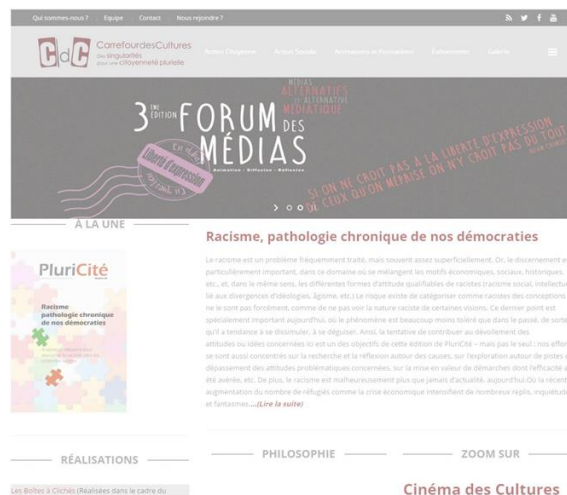 Qui sommes-nous ? Equipe Contact Nous rejoindre ?
CdC CarrefourdesCultures
Des singularités
pour une citoyenneté plurielle
Action Citoyenne Action Sociale Animations et Formations Évènements Galerie
MÉDIAS
ALTERNATIFS
& ALTERNATIVE
MÉDIATIQUE
3ÈME ÉDITION FORUM DES
MÉDIAS
Animation - Diffusion - Réflexion
Liberté d'expression
SI ON NE CROIT PAS À LA LIBERTÉ D'EXPRESSION
DE CEUX QU'ON MÉPRISE ON N'Y CROIT PAS DU TOUT
À LA UNE
PluriCité
Racisme
pathologie chronique
de nos démocraties
Racisme, pathologie chronique de nos démocraties
Le racisme est un problème fréquemment traité, mais souvent assez superficiellement. Or, le discernement e
particulièrement important, dans ce domaine où se mélangent les motifs économiques, sociaux, historiques,
etc., et, dans le même sens, les différentes formes d'attitude qualifiables de racistes (racisme social, intellectue
lié aux divergences d'idéologies, âgisme, etc.) Le risque existe de catégoriser comme racistes des conceptions
ne le sont pas forcément, comme de ne pas voir la nature raciste de certaines visions. Ce dernier point est
spécialement important aujourd'hui, où le phénomène est beaucoup moins toléré que dans le passé, de sorte
qu'il a tendance à se dissimuler, à se déguiser. Ainsi, la tentative de contribuer au dévoilement des
attitudes ou idées concernées ici est un des objectifs de cette édition de PluriCité – mais pas le seul : nos effor
se sont aussi concentrés sur la recherche et la réflexion autour des causes, sur l'exploration autour de pistes d
dépassement des attitudes problématiques concernées, sur la mise en valeur de démarches dont l'efficacité a
été avérée, etc. De plus, le racisme est malheureusement plus que jamais d'actualité, aujourd'hui.Où la récent
augmentation du nombre de réfugiés comme la crise économique intensifient de nombreux replis, inquiétude
et fantasmes....(Lire la suite)
RÉALISATIONS
PHILOSOPHIE
ZOOM SUR
Les Boîtes à Clichés (Réalisées dans le cadre du
Cinéma des Cultures